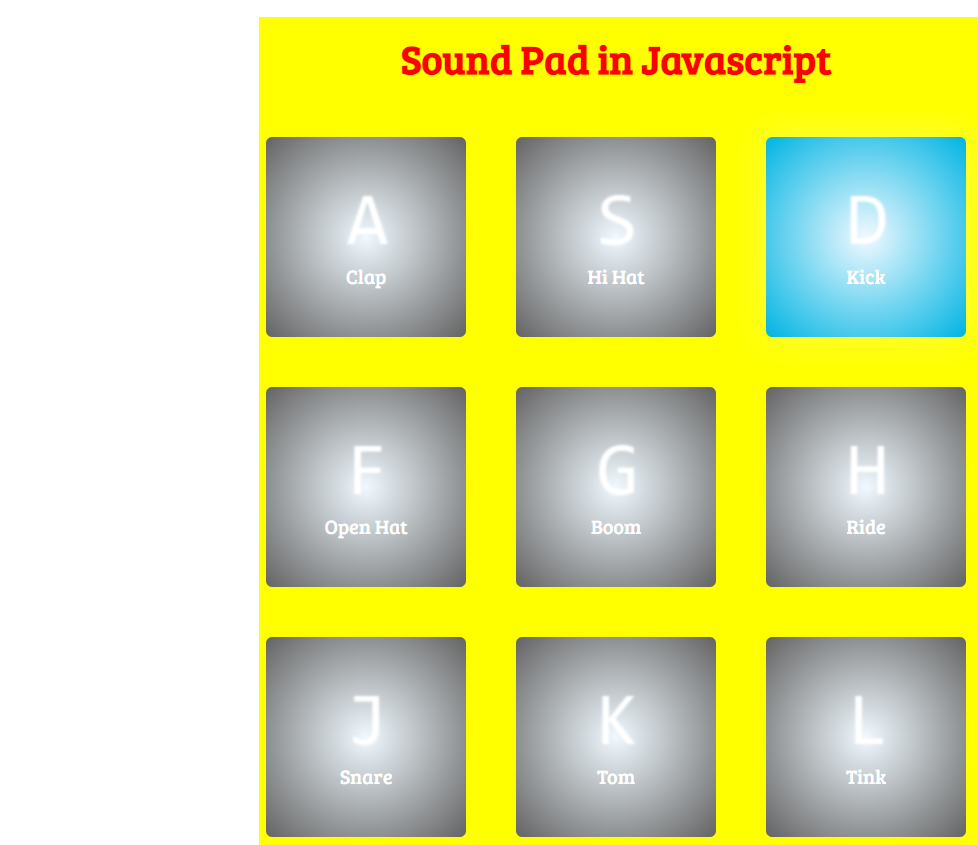 Sound Pad in Javascript
A
S
D
Clap
Hi Hat
Kick
F
G
H
Open Hat
Boom
Ride
J
K
L
Snare
Tom
Tink